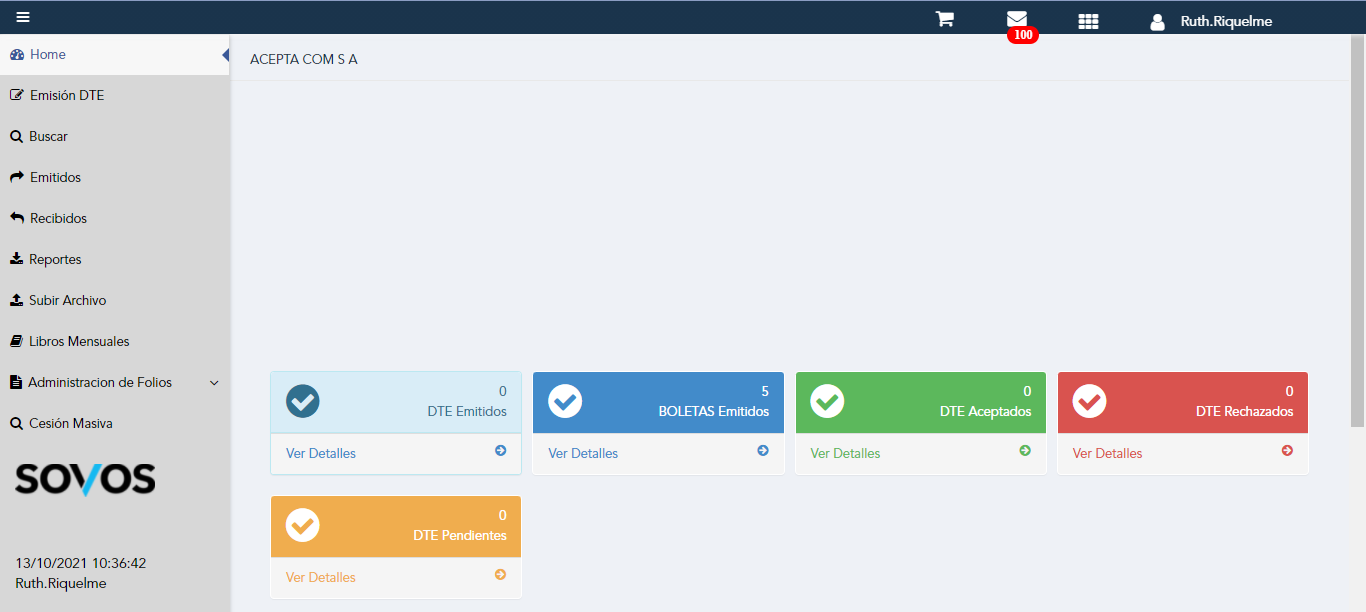 100
Ruth.Riquelme
Home
Emisión DTE
Buscar
Emitidos
Recibidos
Reportes
Subir Archivo
Libros Mensuales
Administracion de Folios
Cesión Masiva
SOVOS
13/10/2021 10:36:42
Ruth.Riquelme
ACEPTA COM S A
0
DTE Emitidos
Ver Detalles
5
BOLETAS Emitidos
Ver Detalles
0
DTE Aceptados
Ver Detalles
0
DTE Rechazados
Ver Detalles
0
DTE Pendientes
Ver Detalles